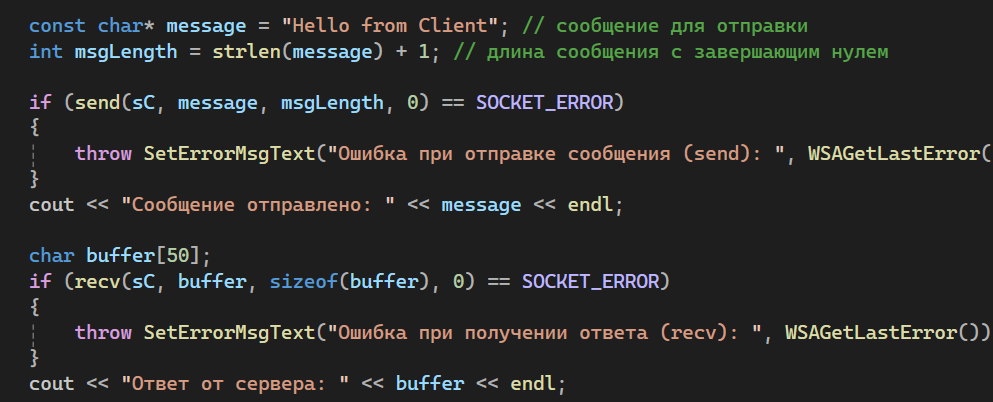 const char* message = "Hello from Client"; // сообщение для отправки
int msgLength = strlen(message) + 1; // длина сообщения с завершающим нулем
if (send(sC, message, msgLength, 0) == SOCKET_ERROR)
{
throw SetErrorMsgText("Ошибка при отправке сообщения (send): ", WSAGetLastError(
}
cout << "Сообщение отправлено: " << message << endl;
char buffer[50];
if (recv(sC, buffer, sizeof(buffer), 0) == SOCKET_ERROR)
{
throw SetErrorMsgText("Ошибка при получении ответа (recv): ", WSAGetLastError())
}
cout << "Ответ от сервера: " << buffer << endl;